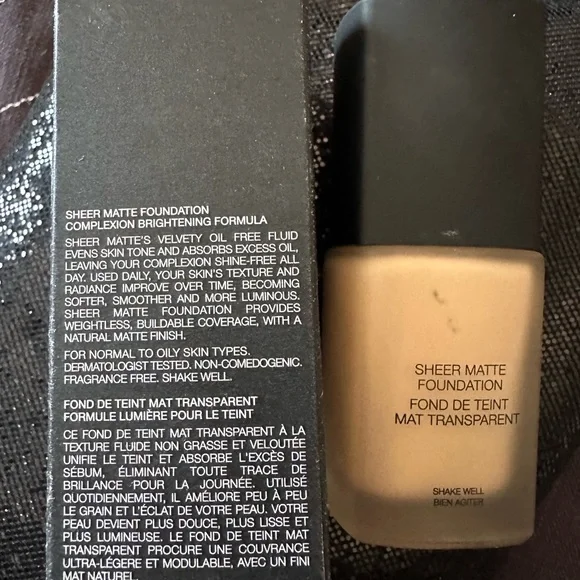 SHEER MATTE FOUNDATION
COMPLEXION BRIGHTENING FORMULA
SHEER MATTE'S VELVETY OIL FREE FLUID
EVENS SKIN TONE AND ABSORBS EXCESS OIL,
LEAVING YOUR COMPLEXION SHINE-FREE ALL
DAY. USED DAILY, YOUR SKIN'S TEXTURE AND
RADIANCE IMPROVE OVER TIME, BECOMING
SOFTER, SMOOTHER AND MORE LUMINOUS.
SHEER MATTE FOUNDATION PROVIDES
WEIGHTLESS, BUILDABLE COVERAGE, WITH A
NATURAL MATTE FINISH.
FOR NORMAL TO OILY SKIN TYPES.
DERMATOLOGIST TESTED. NON-COMEDOGENIC.
FRAGRANCE FREE. SHAKE WELL.
FOND DE TEINT MAT TRANSPARENT
FORMULE LUMIÈRE POUR LE TEINT
CE FOND DE TEINT MAT TRANSPARENT À LA
TEXTURE FLUIDE NON GRASSE ET VELOUTÉE
UNIFIE LE TEINT ET ABSORBE L'EXCÈS DE
SÉBUM, ÉLIMINANT TOUTE TRACE DE
BRILLANCE POUR LA JOURNÉE. UTILISÉ
QUOTIDIENNEMENT, IL AMÉLIORE PEU À PEU
LE GRAIN ET L'ÉCLAT DE VOTRE PEAU. VOTRE
PEAU DEVIENT PLUS DOUCE, PLUS LISSE ET
PLUS LUMINEUSE. LE FOND DE TEINT MAT
TRANSPARENT PROCURE UNE COUVRANCE
ULTRA-LÉGÈRE ET MODULABLE, AVEC UN FINI
MAT NATUREL.
SHEER MATTE
FOUNDATION
FOND DE TEINT
MAT TRANSPARENT
SHAKE WELL
BIEN AGITER